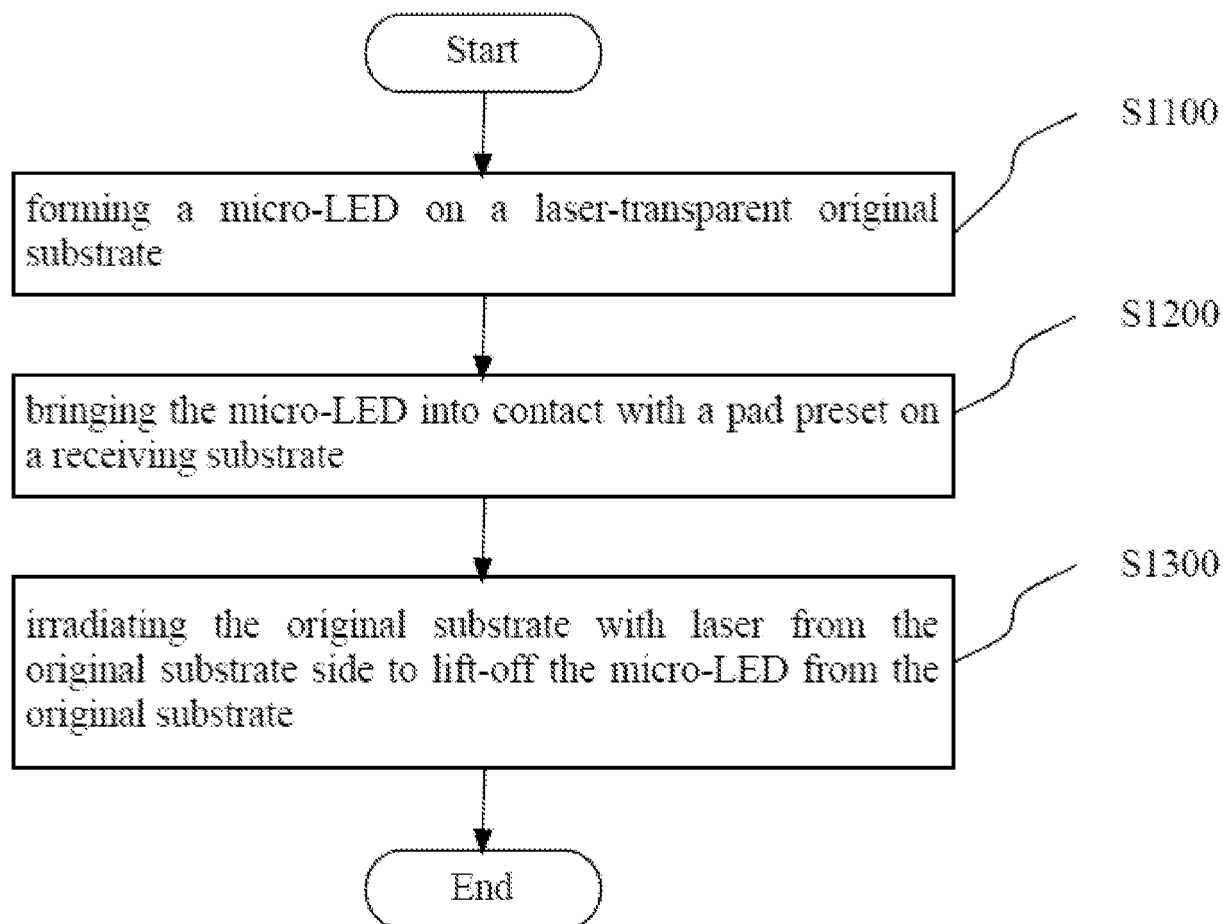 Start
S1100
forming a micro-LED on a laser-transparent original
substrate
S1200
bringing the micro-LED into contact with a pad preset on
a receiving substrate
S1300
irradiating the original substrate with laser from the
original substrate side to lift-off the micro-LED from the
original substrate
End